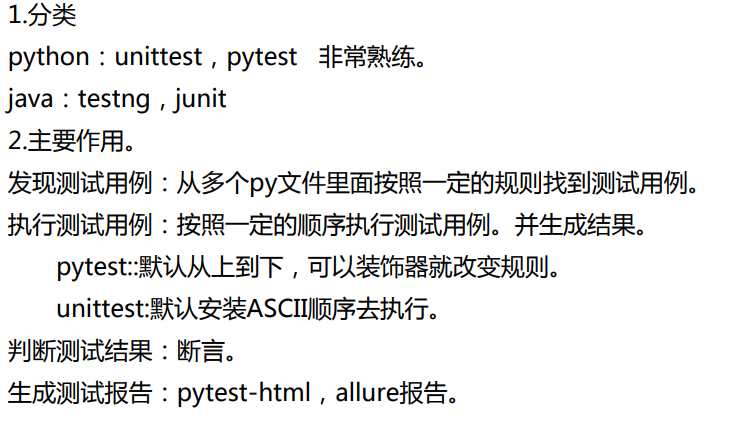 1.分类
python：unittest，pytest   非常熟练。
java：testng，junit
2.主要作用。
发现测试用例：从多个py文件里面按照一定的规则找到测试用例。
执行测试用例：按照一定的顺序执行测试用例。并生成结果。
pytest::默认从上到下，可以装饰器就改变规则。
unittest:默认安装ASCII顺序去执行。
判断测试结果：断言。
生成测试报告：pytest-html，allure报告。